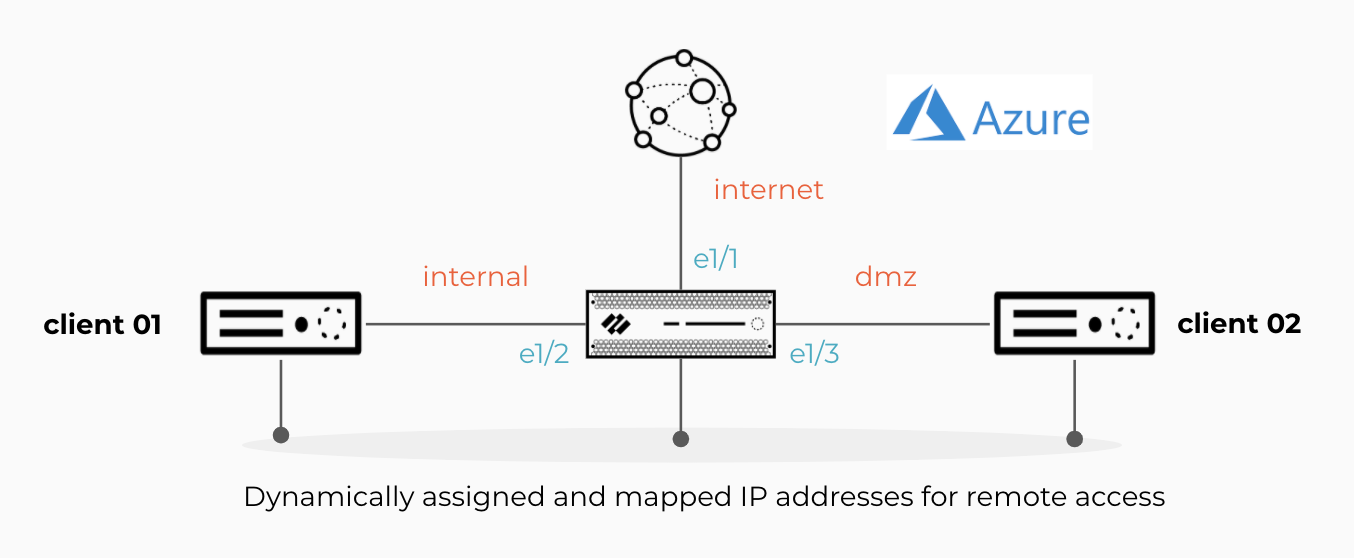 Azure
internet
e1/1
internal
dmz
client 01
client 02
e1/2
e1/3
Dynamically assigned and mapped IP addresses for remote access